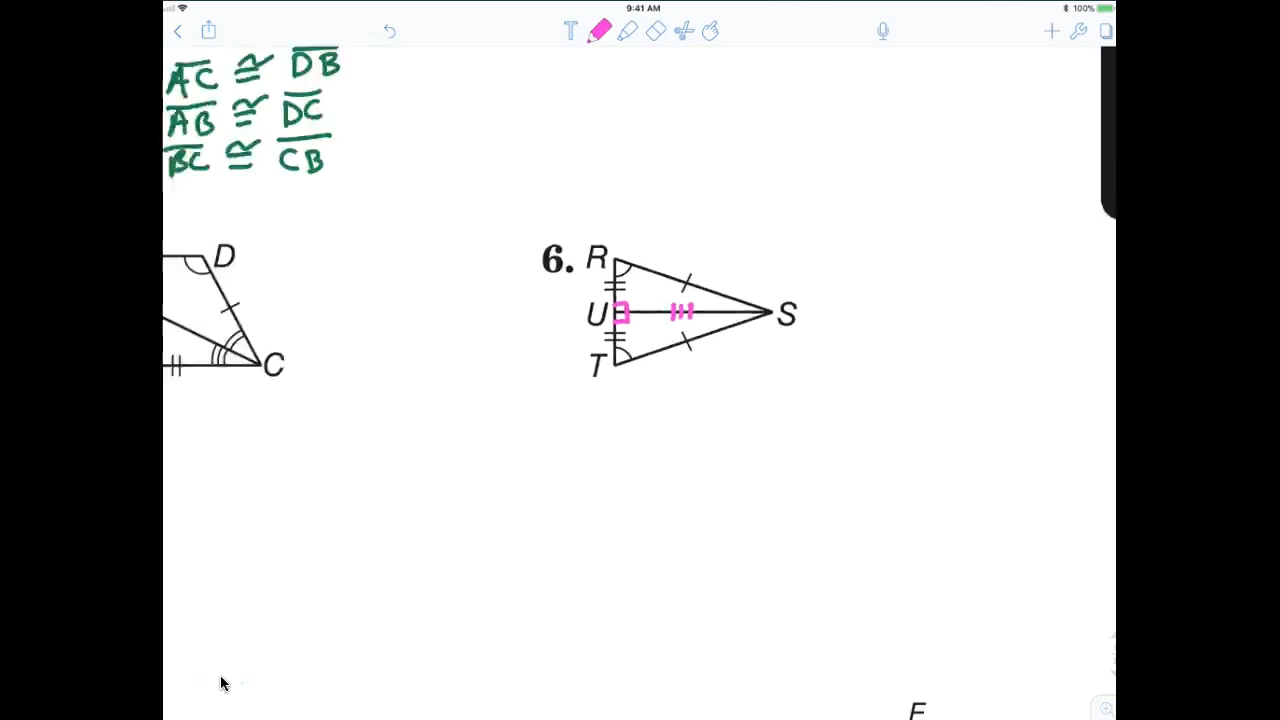 9:41 AM
100%
T
AC ≅ DB
AB ≅ DC
BC ≅ CB
D
C
6. R
U
S
T
F